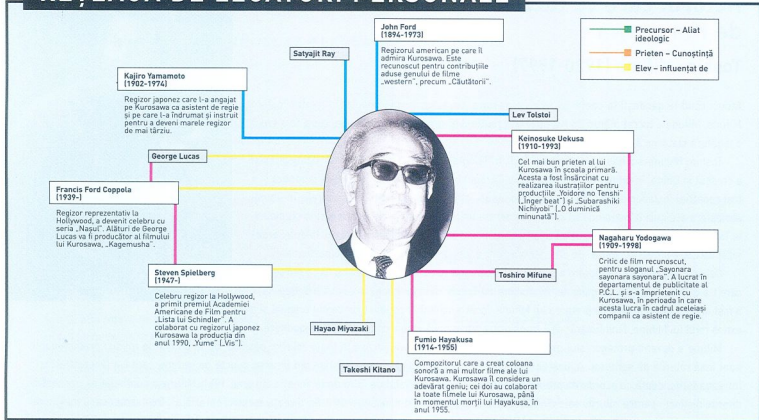 REȚEAUA DE LEGĂTURI PERSONALE
John Ford
(1894-1973)
Regizorul american pe care îl
admira Kurosawa. Este
recunoscut pentru contribuțiile
aduse genului de filme
„western”, precum „Căutătorii”.
Precursor – Aliat
ideologic
Prieten – Cunoștință
Elev – influențat de
Satyajit Ray
Kajiro Yamamoto
(1902-1974)
Regizor japonez care l-a angajat
pe Kurosawa ca asistent de regie
și pe care l-a îndrumat și instruit
pentru a deveni marele regizor
de mai târziu.
Lev Tolstoi
Keinosuke Uekusa
(1910-1993)
Cel mai bun prieten al lui
Kurosawa în școala primară.
Acesta a fost însărcinat cu
realizarea ilustrațiilor pentru
producțiile „Yoidore no Tenshi”
(„Înger beat”) și „Subarashiki
Nichiyobi” („O duminică
minunată”).
George Lucas
Francis Ford Coppola
(1939-)
Regizor reprezentativ la
Hollywood, a devenit celebru cu
seria „Nașul”. Alături de George
Lucas va fi producător al filmului
lui Kurosawa, „Kagemusha”.
Nagaharu Yodogawa
(1909-1998)
Critic de film recunoscut,
pentru sloganul „Sayonara
sayonara sayonara”. A lucrat în
departamentul de publicitate al
P.C.L. și s-a împrietenit cu
Kurosawa, în perioada în care
acesta lucra în cadrul aceleiași
companii ca asistent de regie.
Steven Spielberg
(1947-)
Celebru regizor la Hollywood,
a primit premiul Academiei
Americane de Film pentru
„Lista lui Schindler”. A
colaborat cu regizorul japonez
Kurosawa la producția din
anul 1990, „Yume” („Vis”).
Toshiro Mifune
Hayao Miyazaki
Takeshi Kitano
Fumio Hayakusa
(1914-1955)
Compozitorul care a creat coloana
sonoră a mai multor filme ale lui
Kurosawa. Kurosawa îl considera un
adevărat geniu; cei doi au colaborat
la toate filmele lui Kurosawa, până
în momentul morții lui Hayakusa, în
anul 1955.